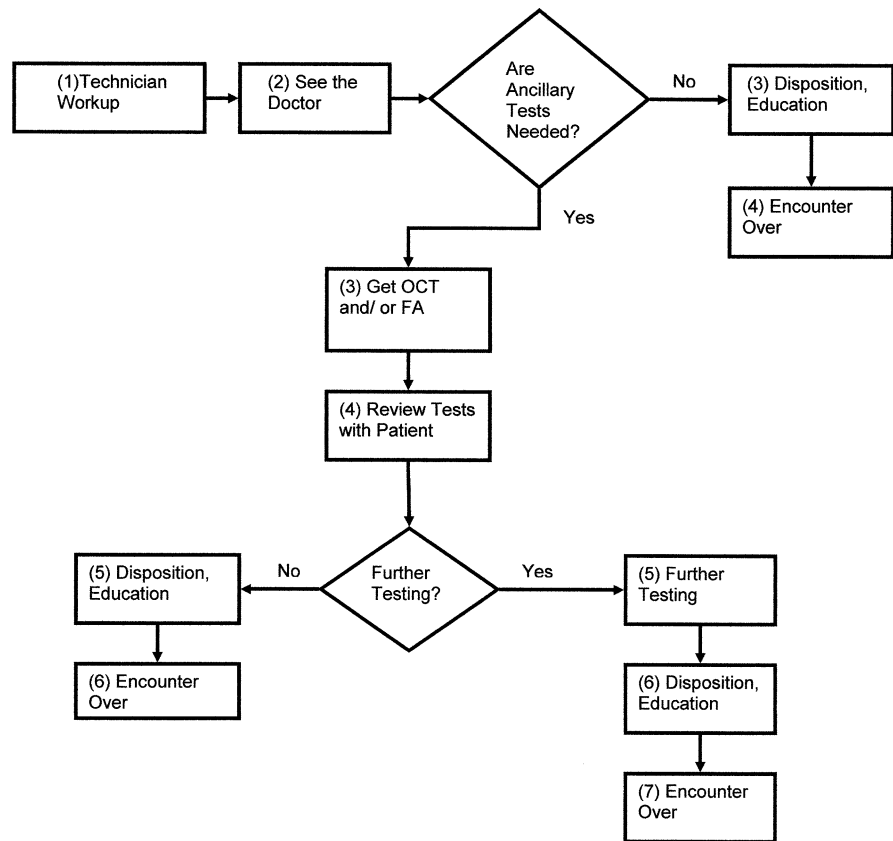 (1)Technician
Workup
(2) See the
Doctor
Are
Ancillary
Tests
Needed?
No
(3) Disposition,
Education
(4) Encounter
Over
Yes
(3) Get OCT
and/ or FA
(4) Review Tests
with Patient
Further
Testing?
No
(5) Disposition,
Education
(6) Encounter
Over
Yes
(5) Further
Testing
(6) Disposition,
Education
(7) Encounter
Over